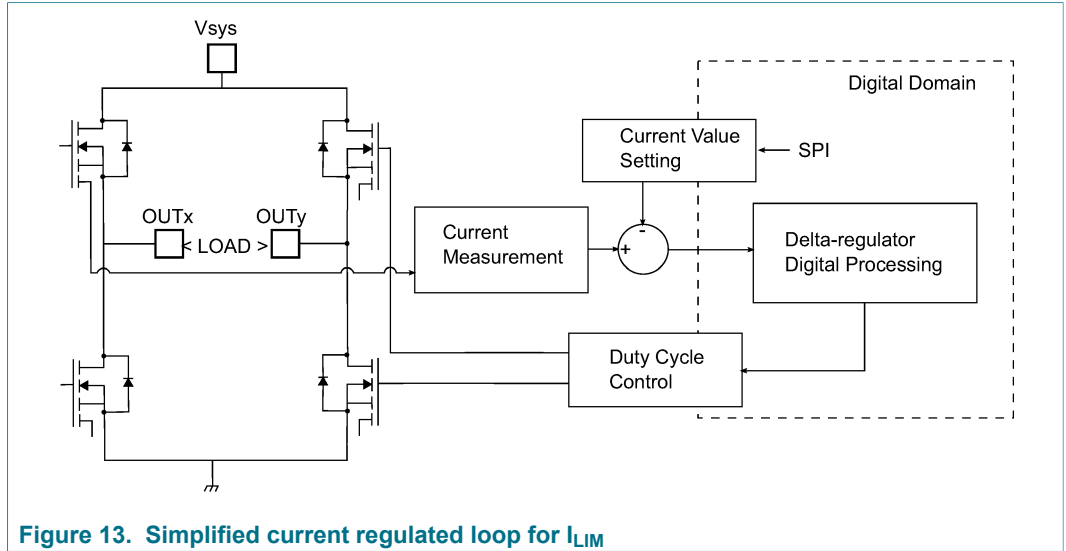 Vsys
Digital Domain
Current Value
Setting
SPI
OUTx
OUTy
< LOAD >
Current
Measurement
-
+
Delta-regulator
Digital Processing
Duty Cycle
Control
Figure 13. Simplified current regulated loop for ILIM